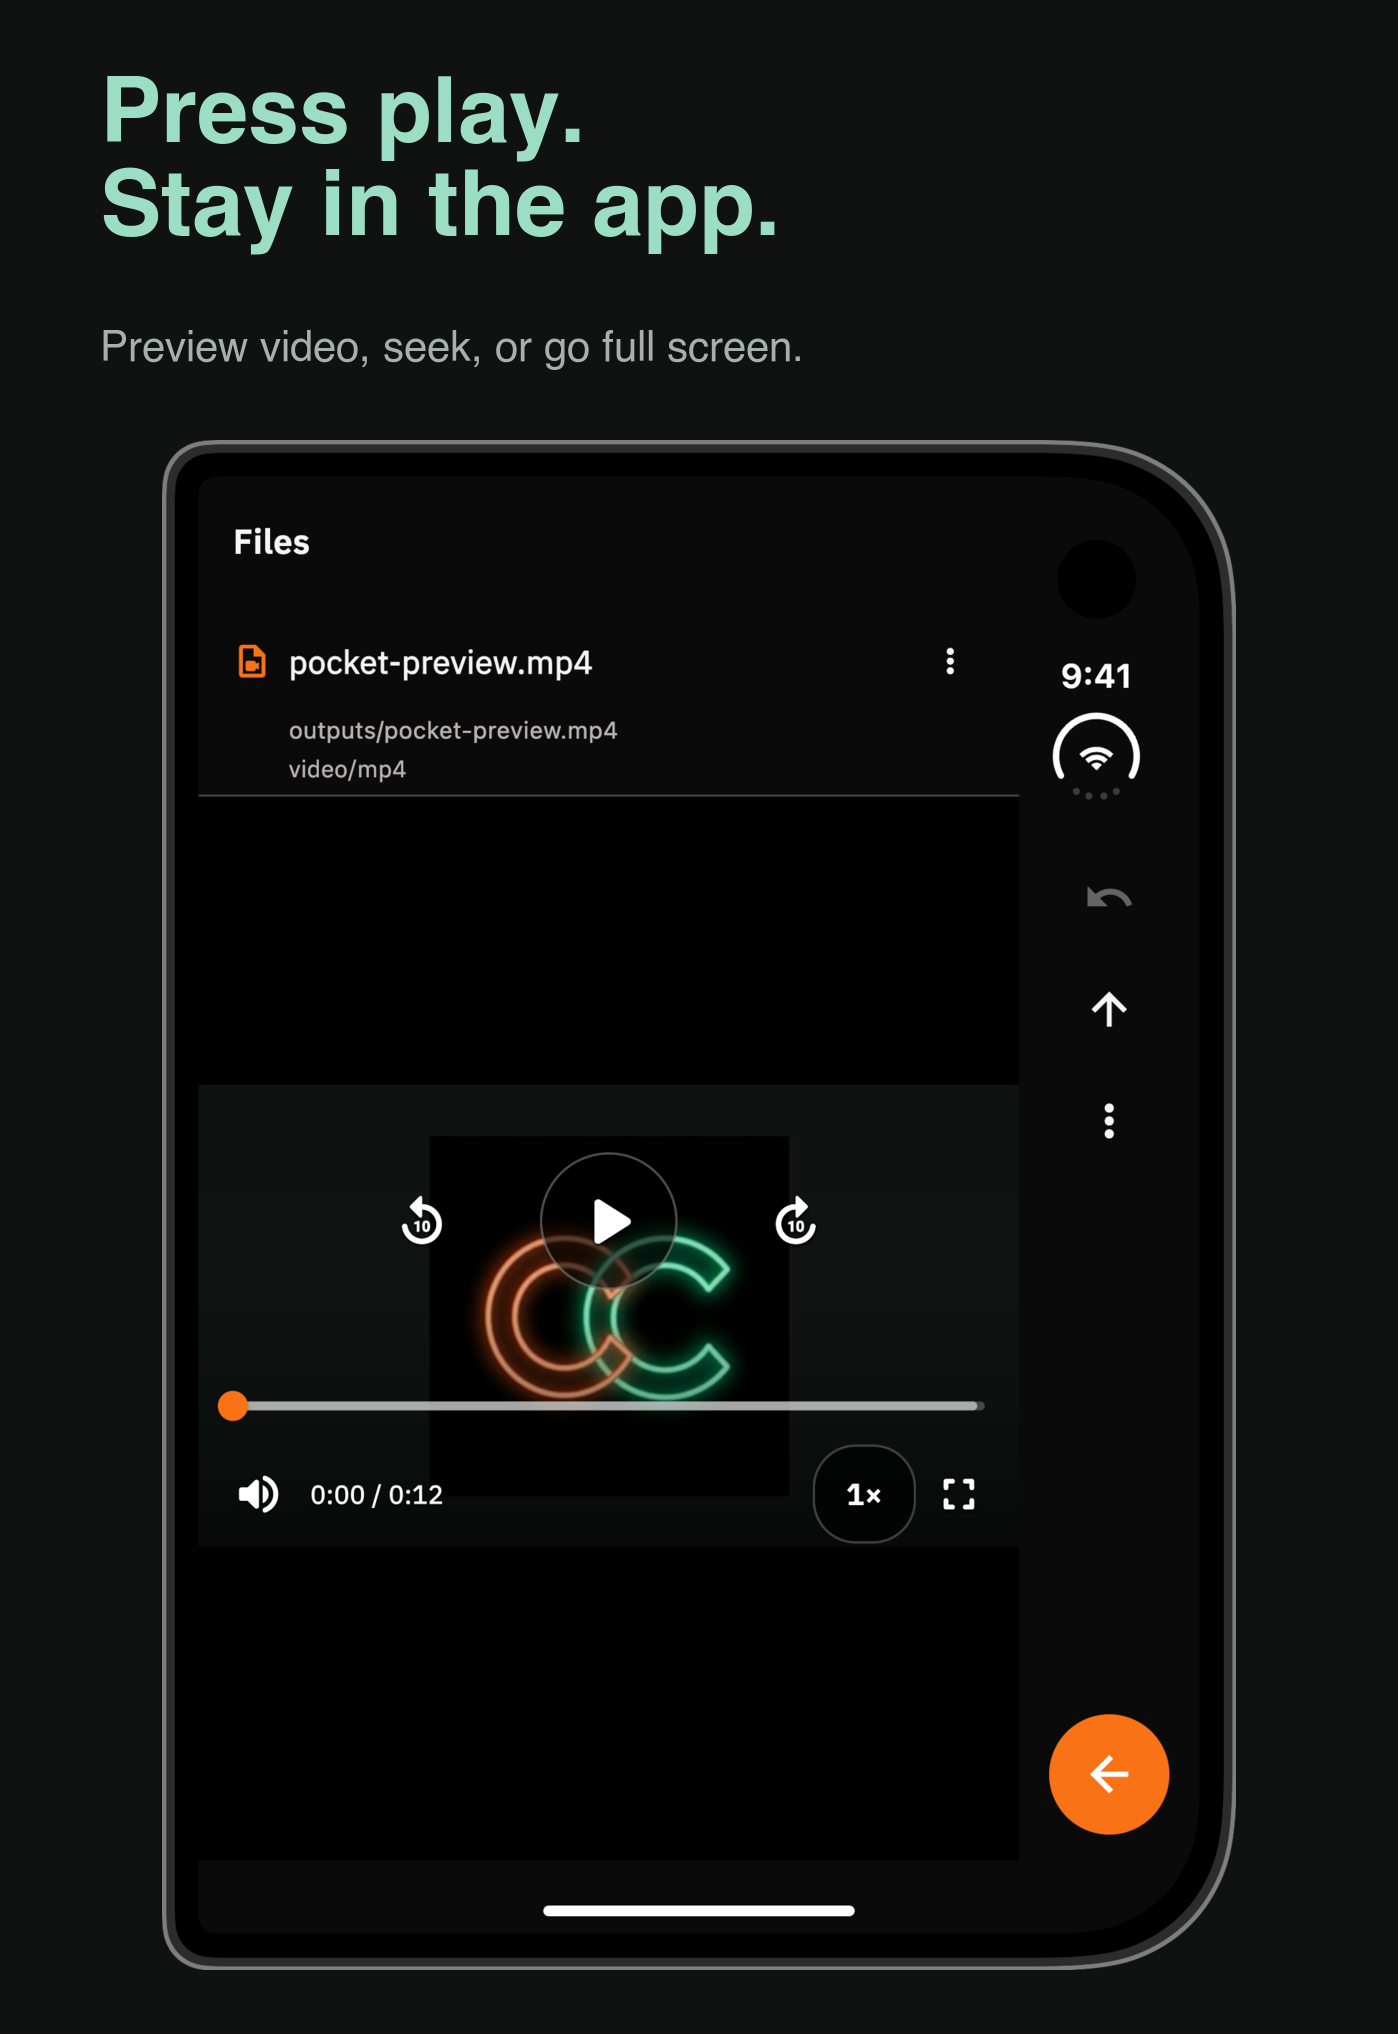 Press play.
Stay in the app.
Preview video, seek, or go full screen.
Files
pocket-preview.mp4
outputs/pocket-preview.mp4
video/mp4
9:41
10
10
CC
0:00 / 0:12
1×